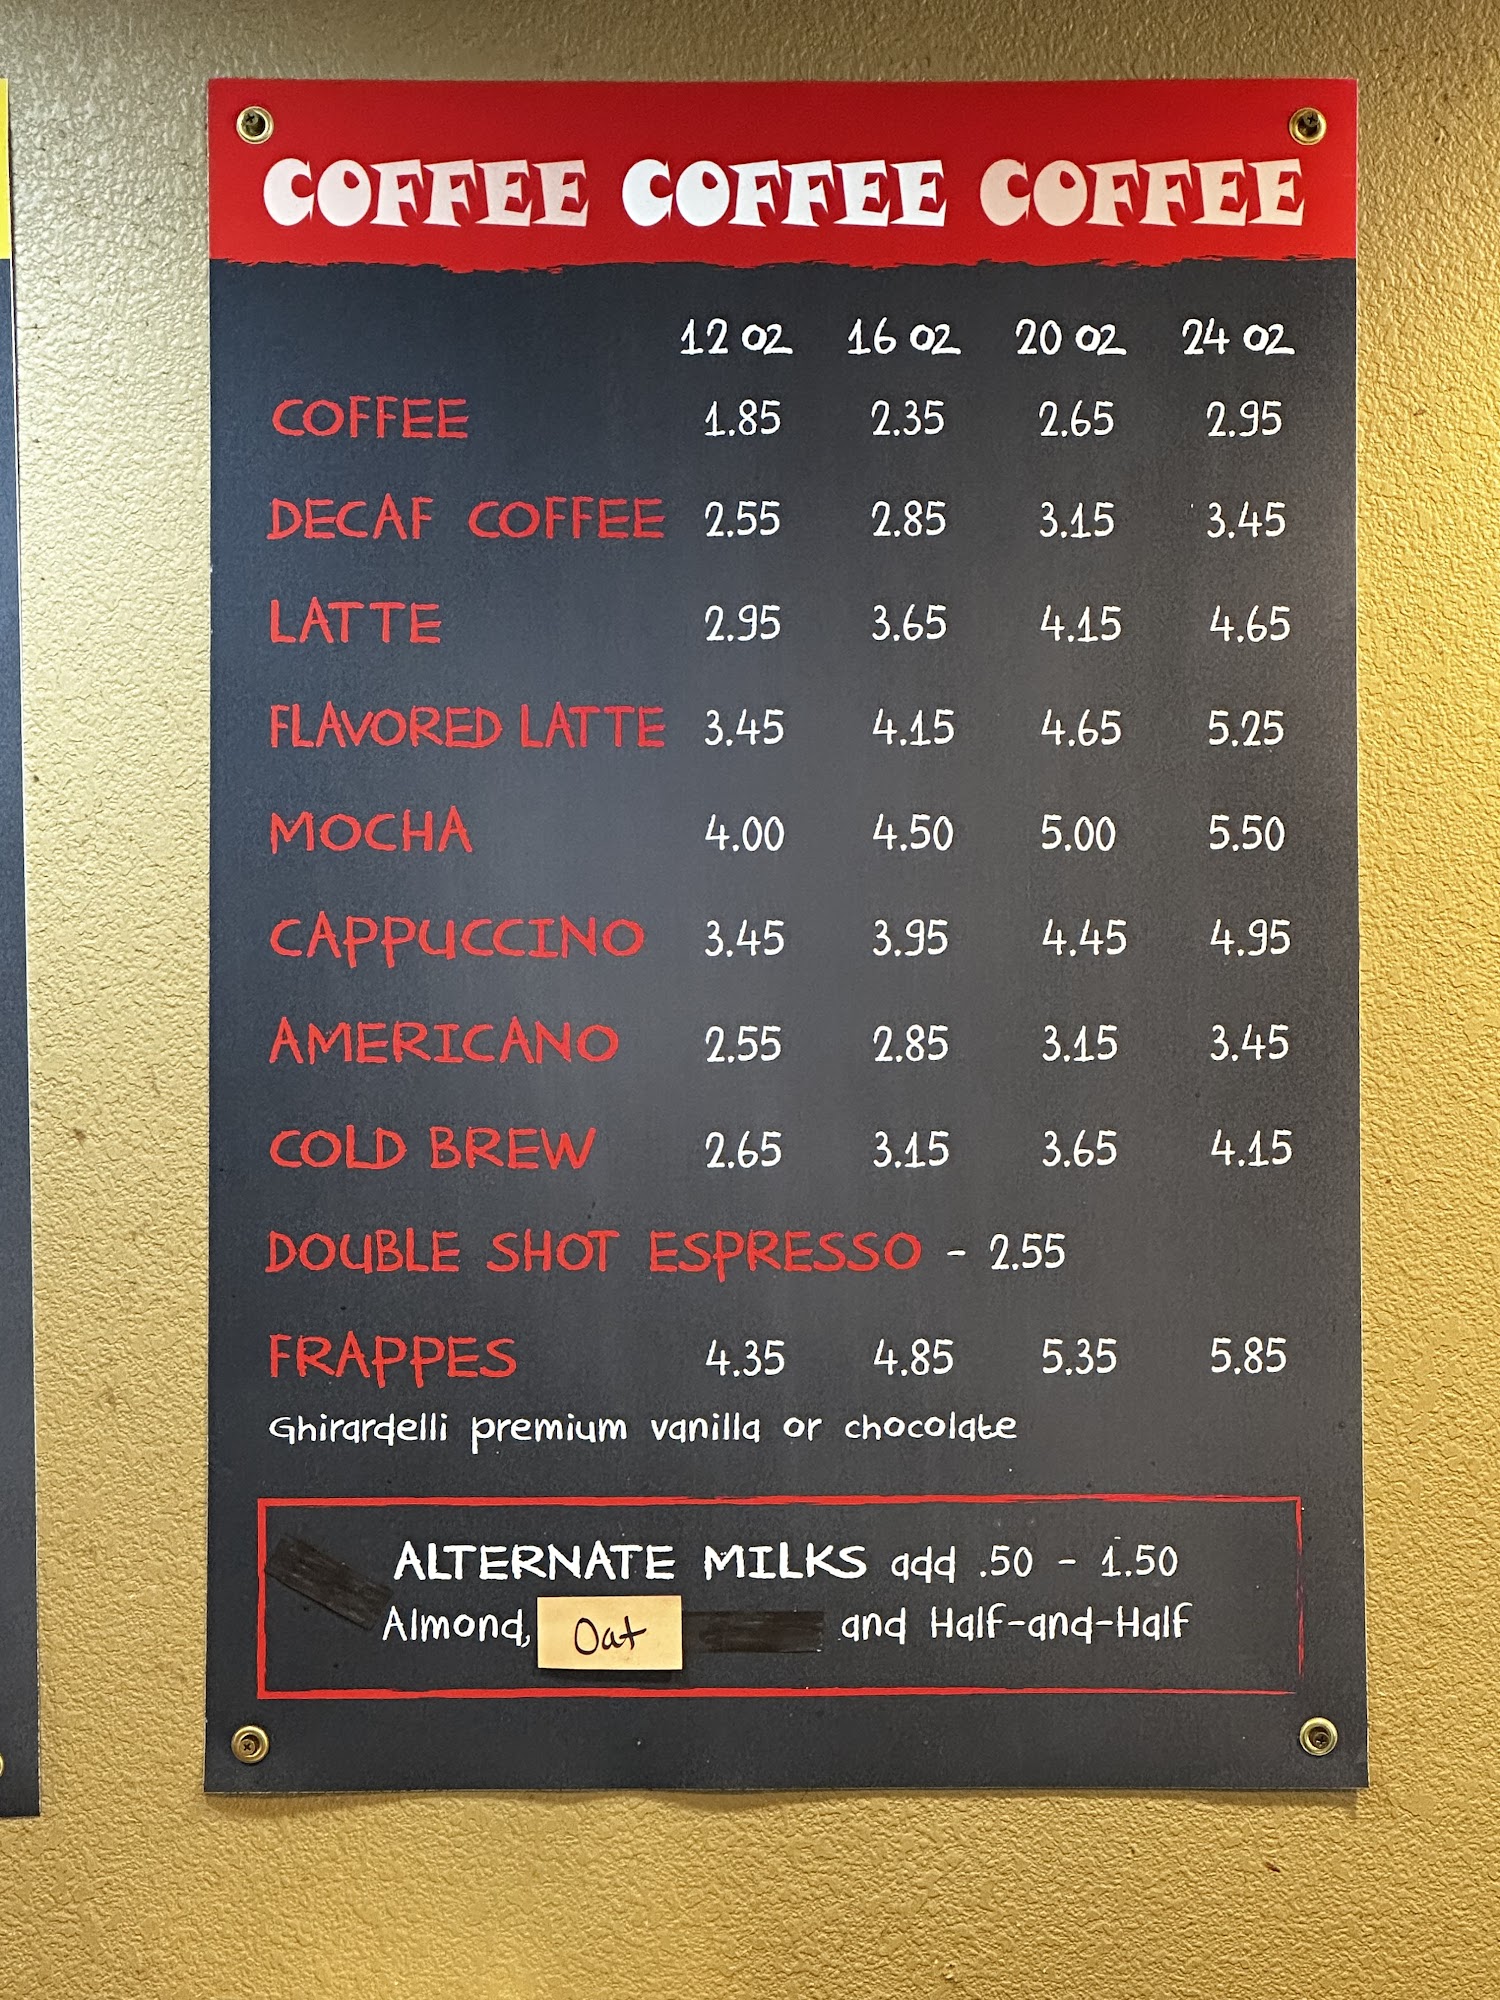 COFFEE COFFEE COFFEE
12 oz 16 oz 20 oz 24 oz
COFFEE 1.85 2.35 2.65 2.95
DECAF COFFEE 2.55 2.85 3.15 3.45
LATTE 2.95 3.65 4.15 4.65
FLAVORED LATTE 3.45 4.15 4.65 5.25
MOCHA 4.00 4.50 5.00 5.50
CAPPUCCINO 3.45 3.95 4.45 4.95
AMERICANO 2.55 2.85 3.15 3.45
COLD BREW 2.65 3.15 3.65 4.15
DOUBLE SHOT ESPRESSO - 2.55
FRAPPES 4.35 4.85 5.35 5.85
Ghirardelli premium vanilla or chocolate
ALTERNATE MILKS add .50 - 1.50
Almond, Oat and Half-and-Half